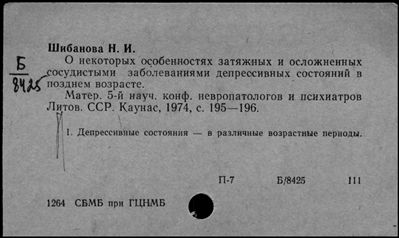 Шибанова Н. И.
О некоторых особенностях затяжных и осложненных
Б
8425
сосудистыми заболеваниями депрессивных состояний в
позднем возрасте.
Матер. 5-й науч. конф. невропатологов и психиатров
Литов. ССР. Каунас, 1974, с. 195—196.
1. Депрессивные состояния — в различные возрастные периоды.
П-7 Б/8425 111
1264 СБМБ при ГЦНМБ